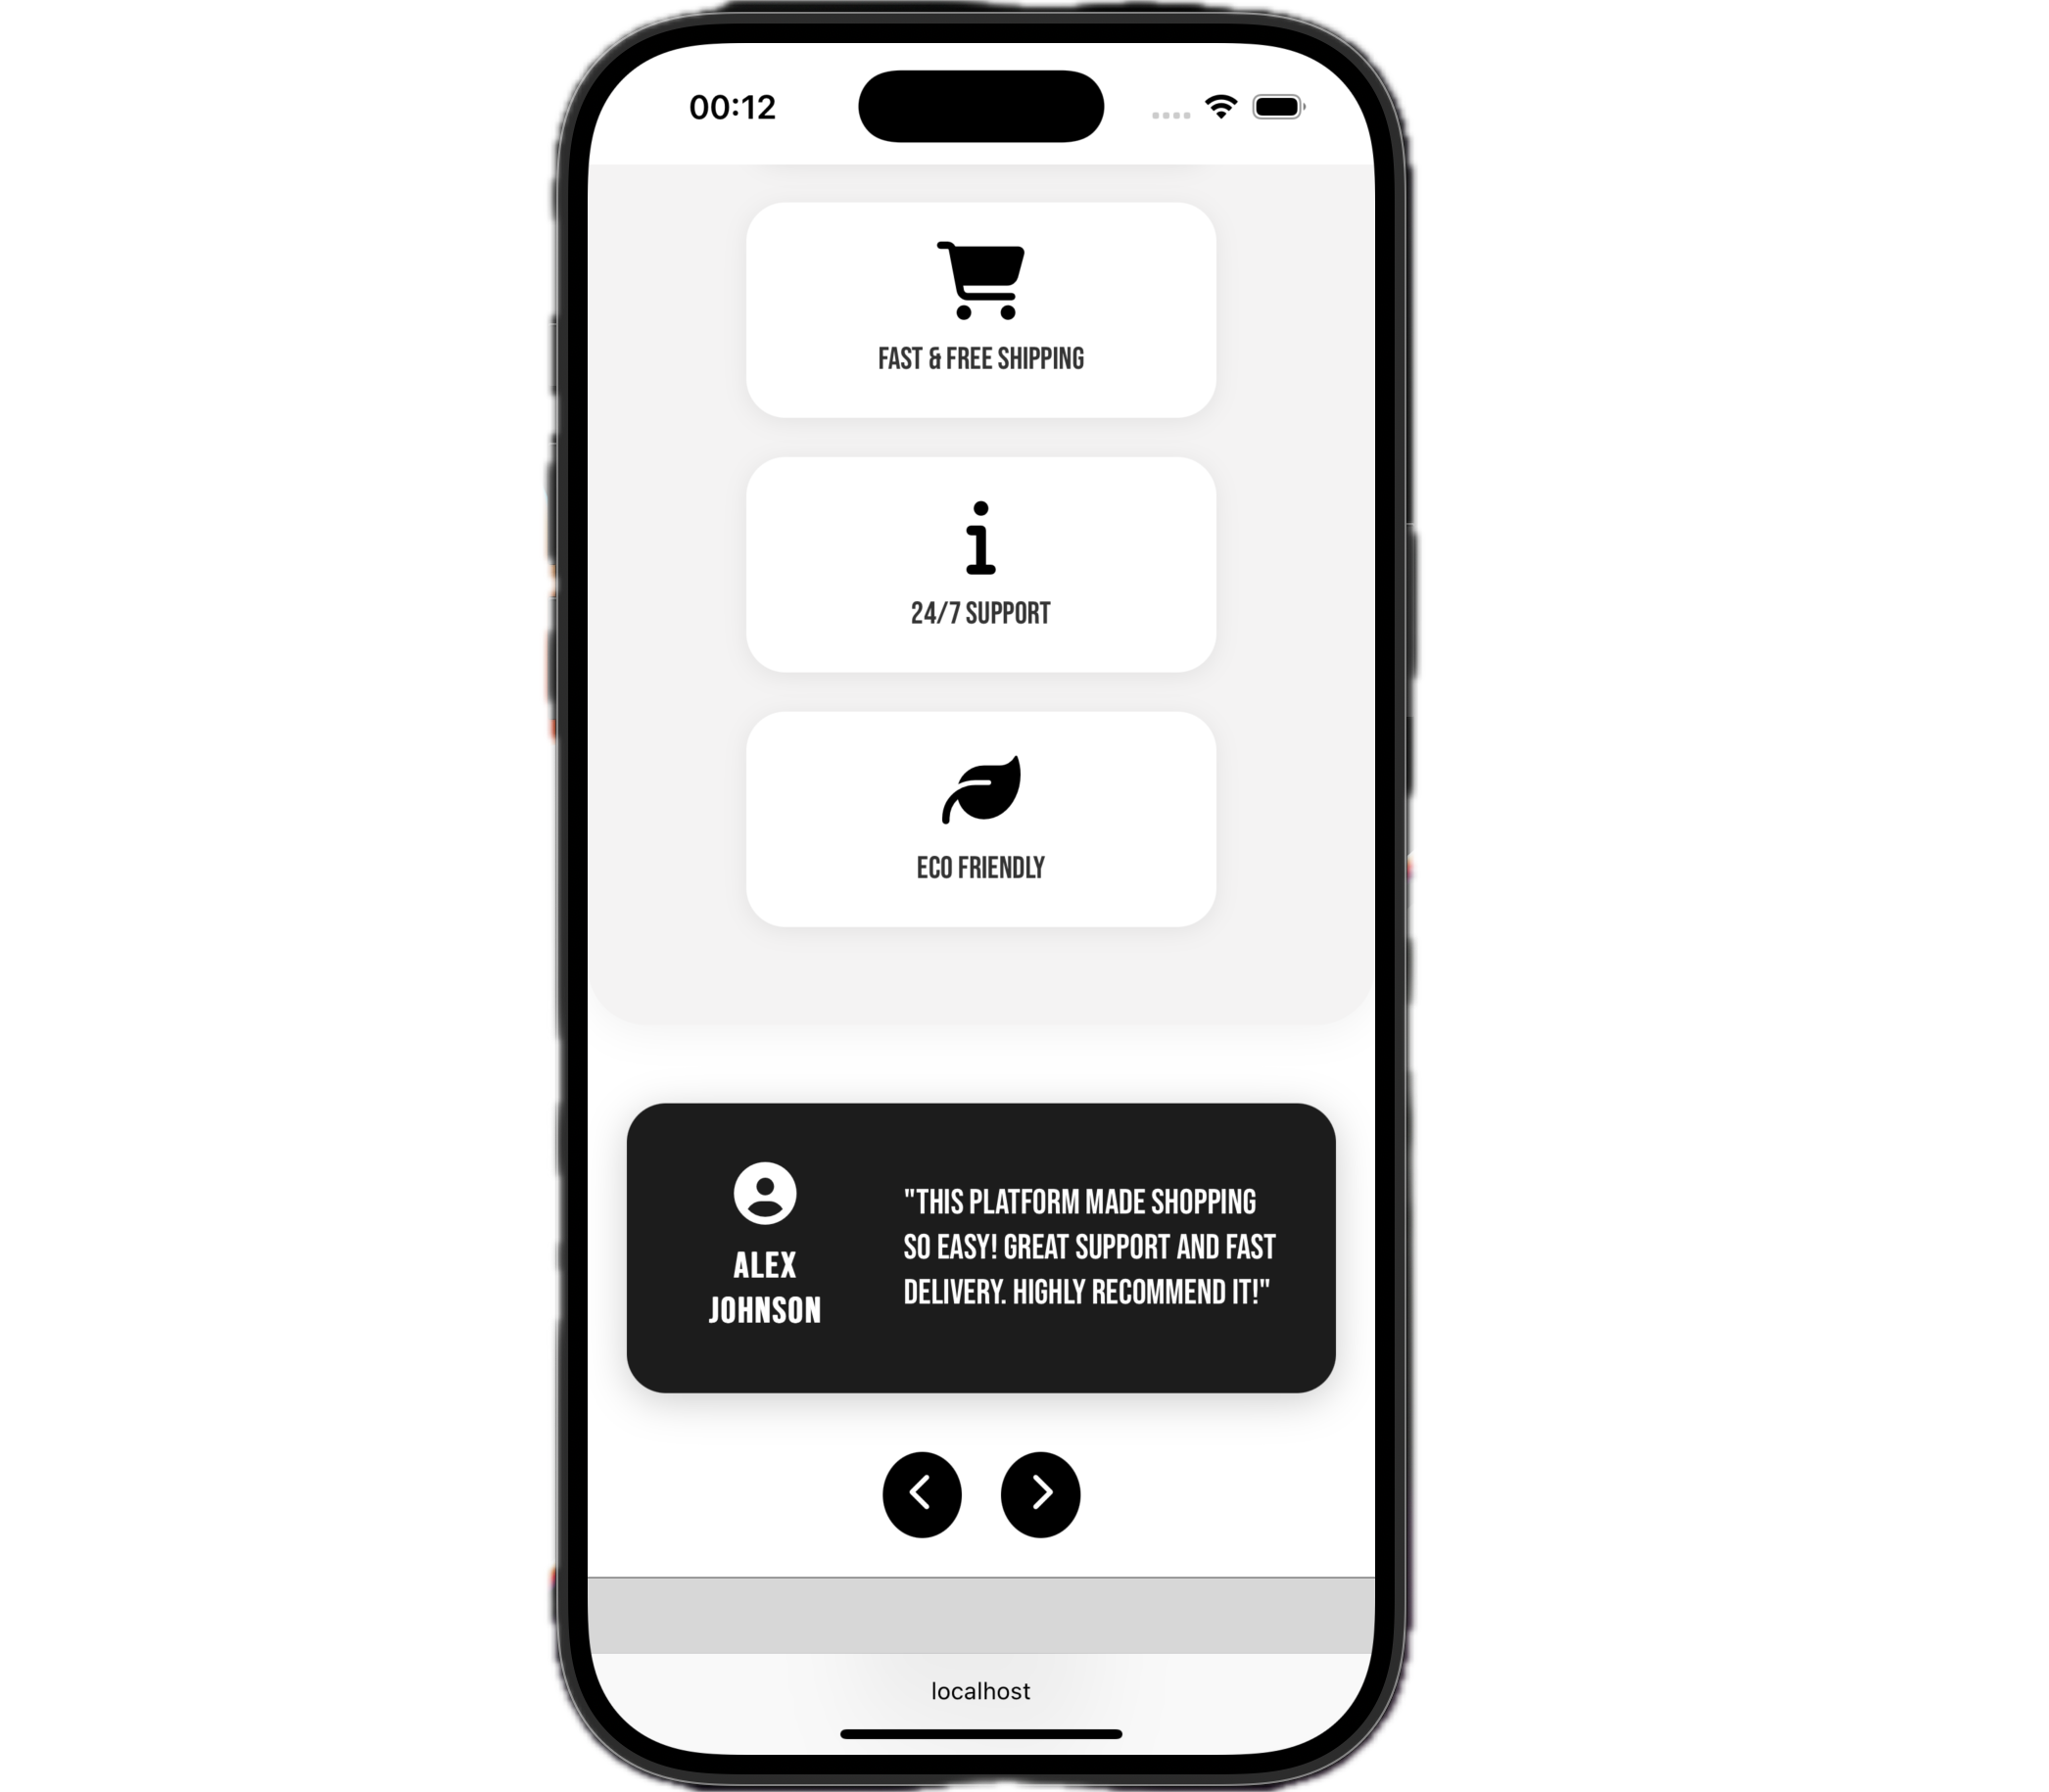 00:12
FAST & FREE SHIPPING
24/7 SUPPORT
ECO FRIENDLY
ALEX
JOHNSON
"THIS PLATFORM MADE SHOPPING
SO EASY! GREAT SUPPORT AND FAST
DELIVERY. HIGHLY RECOMMEND IT!"
localhost